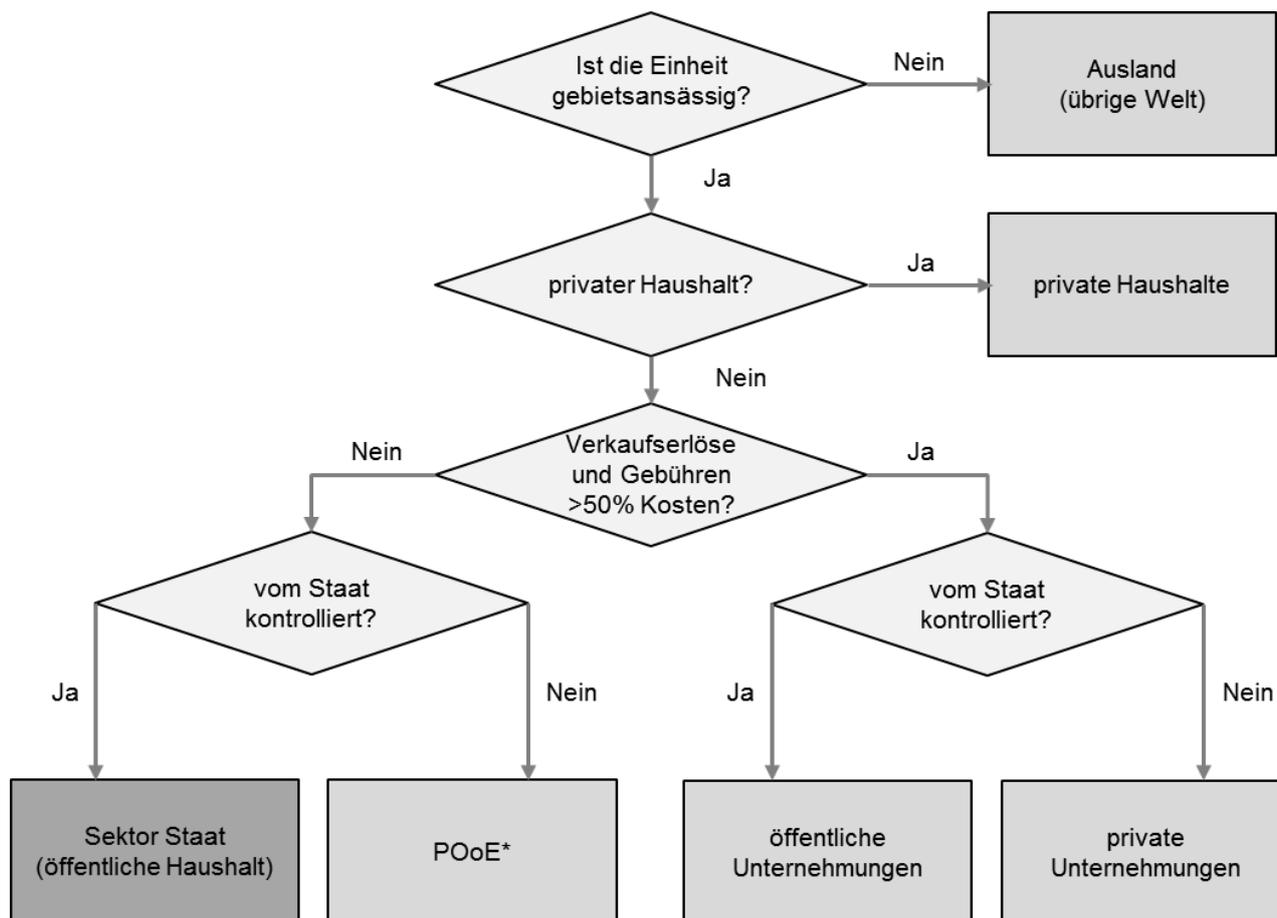 Ist die Einheit
gebietsansässig?
Nein
Ausland
(übrige Welt)
Ja
privater Haushalt?
Ja
private Haushalte
Nein
Verkaufserlöse
und Gebühren
>50% Kosten?
Nein
Ja
vom Staat
kontrolliert?
vom Staat
kontrolliert?
Ja
Nein
Ja
Nein
Sektor Staat
(öffentliche Haushalt)
POoE*
öffentliche
Unternehmungen
private
Unternehmungen